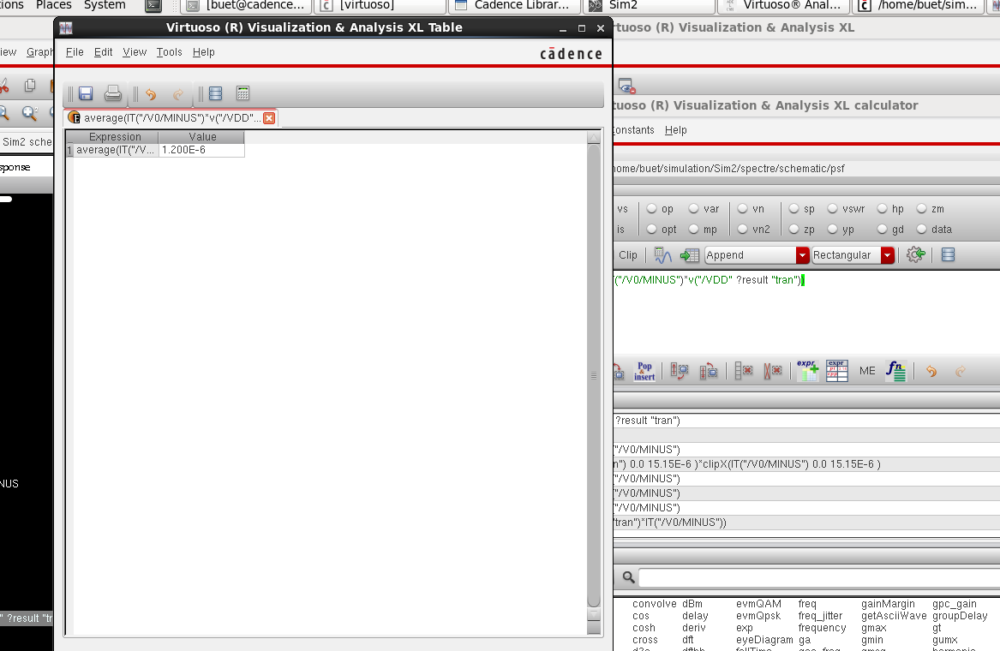 ions Places System [buet@cadence... [virtuoso] Cadence Librar... Sim2 Virtuoso® Anal... /home/buet/sim...
Virtuoso (R) Visualization & Analysis XL Table
tuoso (R) Visualization & Analysis XL
iew Graph
File Edit View Tools Help
cādence
tuoso (R) Visualization & Analysis XL calculator
average(IT("/V0/MINUS")*v("/VDD"...
onstants Help
Sim2 sche
Expression Value
1 average(IT("/V... 1.200E-6
sponse
ome/buet/simulation/Sim2/spectre/schematic/psf
vs op var vn sp vswr hp zm
is opt mp vn2 zp yp gd data
Clip Append Rectangular
("/V0/MINUS")*v("/VDD" ?result "tran")
Pop & insert expr expr ME fn
?result "tran")
("/V0/MINUS")
n") 0.0 15.15E-6 )*clipX(IT("/V0/MINUS") 0.0 15.15E-6 )
("/V0/MINUS")
NUS
("/V0/MINUS")
("/V0/MINUS")
"tran")*IT("/V0/MINUS"))
convolve dBm evmQAM freq gainMargin gpc_gain
" ?result "tr
cos delay evmQpsk freq_jitter getAsciiWave groupDelay
cosh deriv exp frequency gmax gt
cross dft eyeDiagram ga gmin gumx